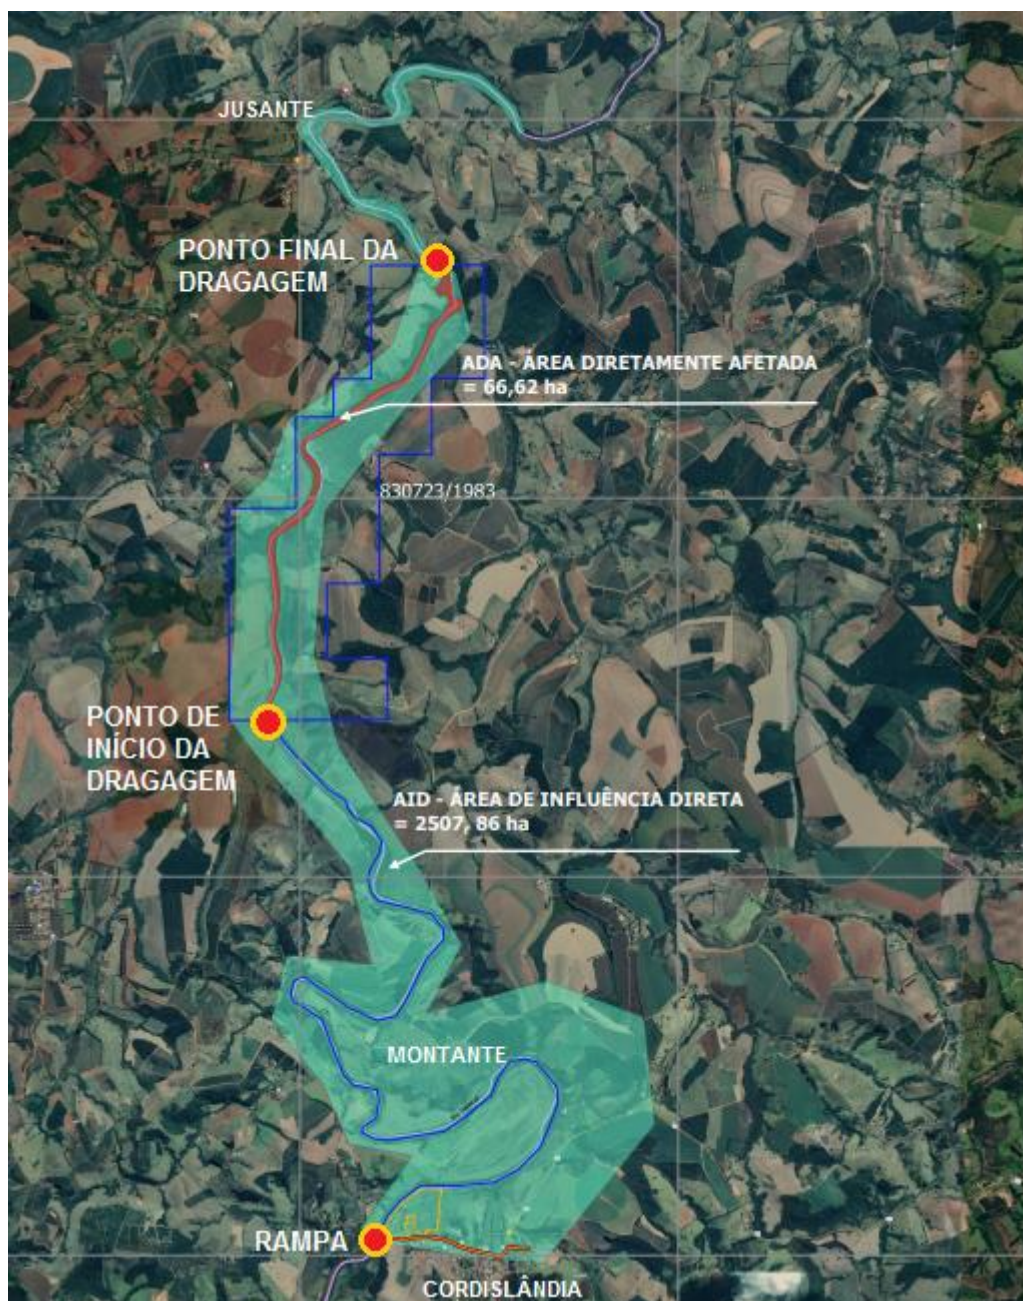 JUSANTE
PONTO FINAL DA
DRAGAGEM
ADA - ÁREA DIRETAMENTE AFETADA
= 66,62 ha
830723/1983
PONTO DE
INÍCIO DA
DRAGAGEM
AID - ÁREA DE INFLUÊNCIA DIRETA
= 2507, 86 ha
MONTANTE
RAMPA
CORDISLÂNDIA